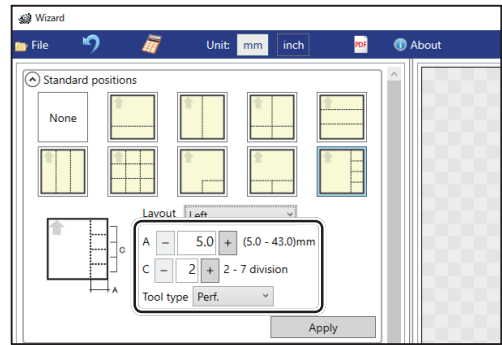 Wizard
File Unit: mm inch PDF About
Standard positions
None
Layout Left
A − 5.0 + (5.0 - 43.0)mm
C − 2 + 2 - 7 division
Tool type Perf.
C
A
Apply